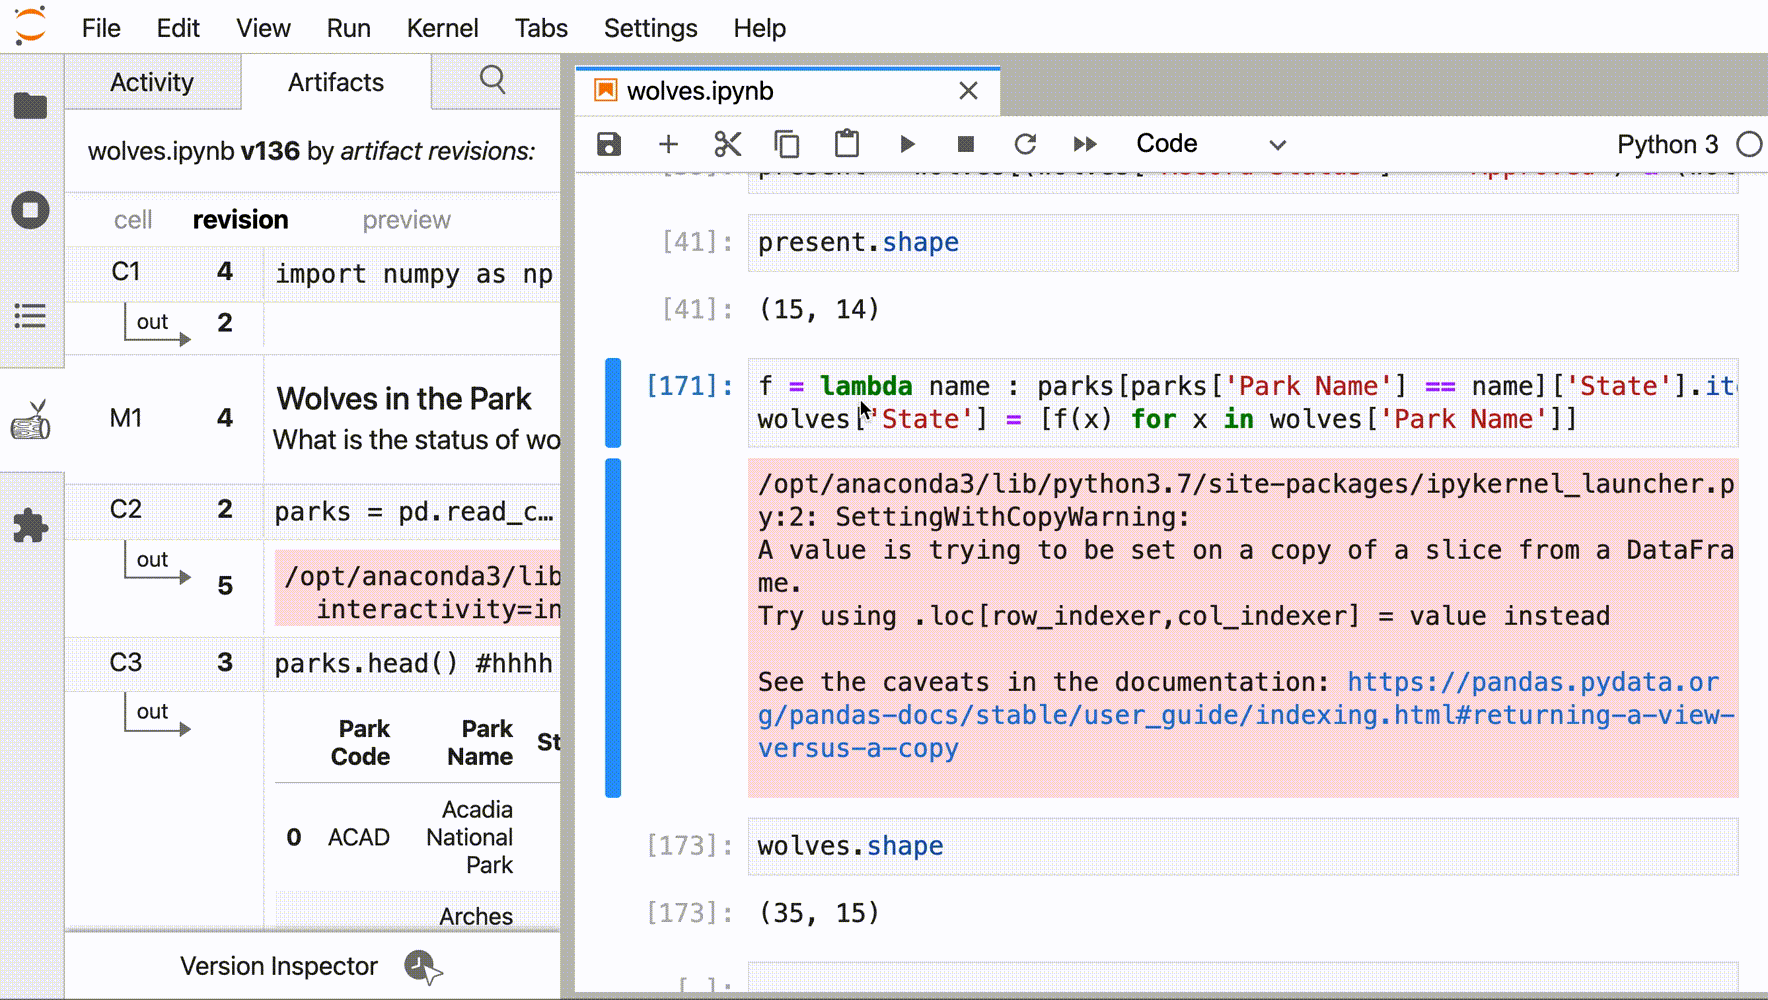 File Edit View Run Kernel Tabs Settings Help
Activity Artifacts
wolves.ipynb v136 by artifact revisions:
cell revision preview
C1 4 import numpy as np
out 2
M1 4 Wolves in the Park
What is the status of wo
C2 2 parks = pd.read_c…
out 5 /opt/anaconda3/lib
interactivity=in
C3 3 parks.head() #hhhh
out
Park Code Park Name St
0 ACAD Acadia National Park
Arches
Version Inspector
wolves.ipynb
Code Python 3
[41]: present.shape
[41]: (15, 14)
[171]: f = lambda name : parks[parks['Park Name'] == name]['State'].it
wolves['State'] = [f(x) for x in wolves['Park Name']]
/opt/anaconda3/lib/python3.7/site-packages/ipykernel_launcher.p
y:2: SettingWithCopyWarning:
A value is trying to be set on a copy of a slice from a DataFra
me.
Try using .loc[row_indexer,col_indexer] = value instead
See the caveats in the documentation: https://pandas.pydata.or
g/pandas-docs/stable/user_guide/indexing.html#returning-a-view-
versus-a-copy
[173]: wolves.shape
[173]: (35, 15)
[ ]: